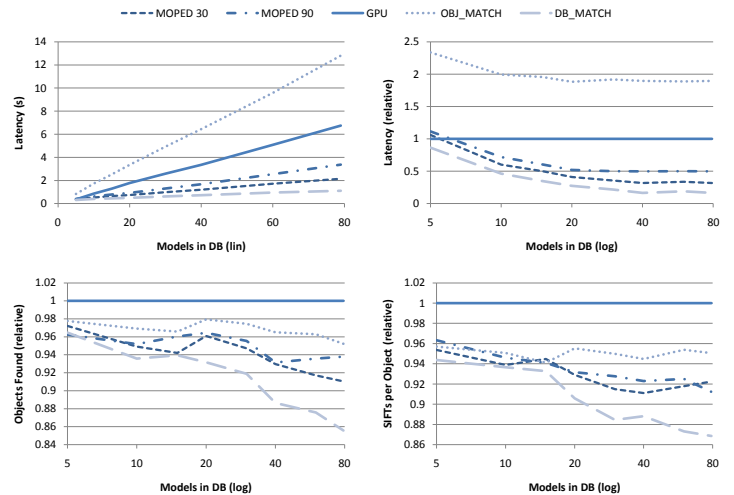 MOPED 30 MOPED 90 GPU OBJ_MATCH DB_MATCH
Latency (s)
14
12
10
8
6
4
2
0
0 20 40 60 80
Models in DB (lin)
Latency (relative)
2.5
2
1.5
1
0.5
0
5 10 20 40 80
Models in DB (log)
Objects Found (relative)
1.02
1
0.98
0.96
0.94
0.92
0.9
0.88
0.86
0.84
5 10 20 40 80
Models in DB (log)
SIFTs per Object (relative)
1.02
1
0.98
0.96
0.94
0.92
0.9
0.88
0.86
5 10 20 40 80
Models in DB (log)